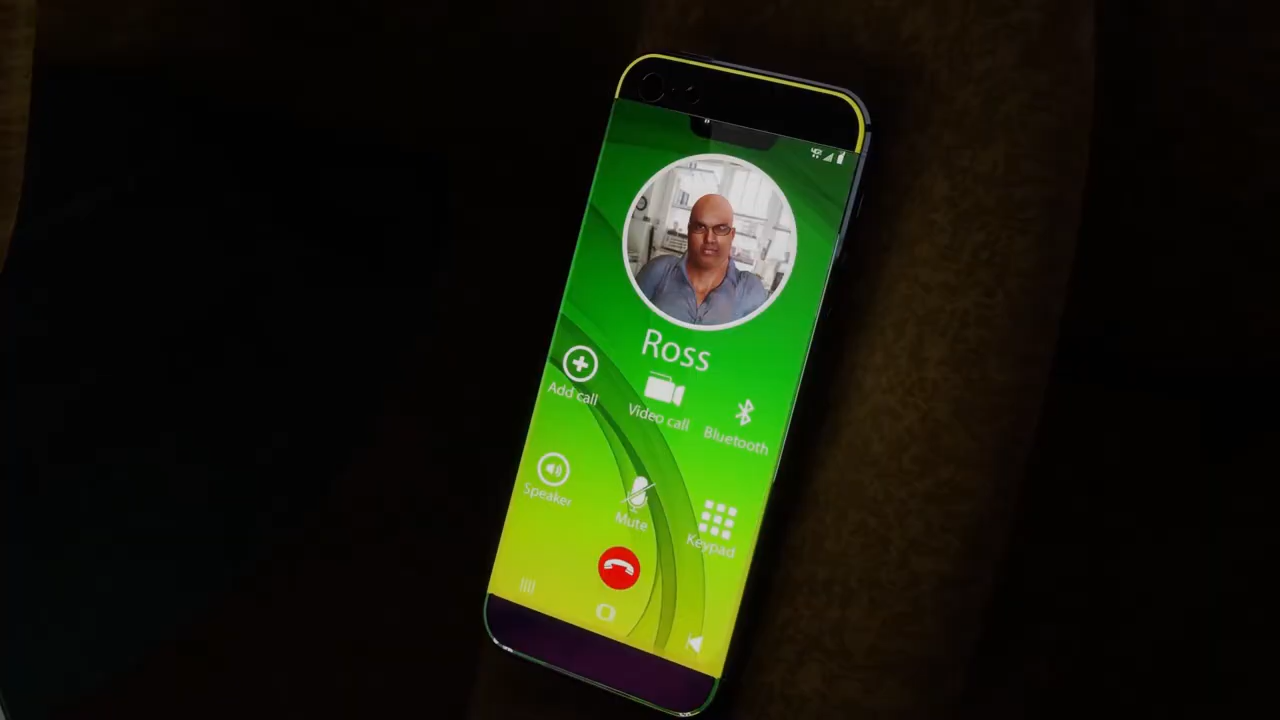 Ross
Add call
Video call
Bluetooth
Speaker
Mute
Keypad